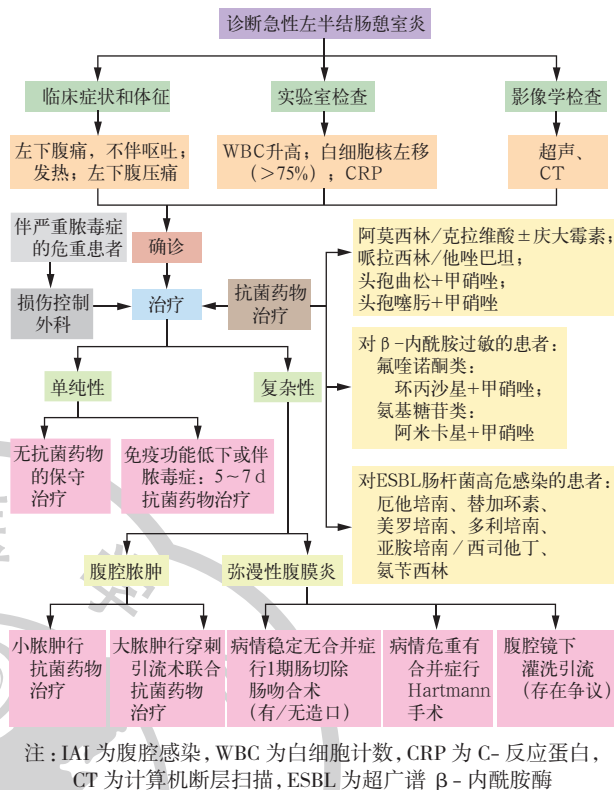 诊断急性左半结肠憩室炎
临床症状和体征
实验室检查
影像学检查
左下腹痛，不伴呕吐；
发热；左下腹压痛
WBC升高；白细胞核左移
（>75%）；CRP
超声、
CT
伴严重脓毒症
的危重患者
确诊
损伤控制
外科
治疗
抗菌药物
治疗
阿莫西林/克拉维酸±庆大霉素；
哌拉西林/他唑巴坦；
头孢曲松+甲硝唑；
头孢噻肟+甲硝唑
对β-内酰胺过敏的患者：
氟喹诺酮类：
环丙沙星+甲硝唑；
氨基糖苷类：
阿米卡星+甲硝唑
对ESBL肠杆菌高危感染的患者：
厄他培南、替加环素、
美罗培南、多利培南、
亚胺培南/西司他丁、
氨苄西林
单纯性
复杂性
无抗菌药物
的保守
治疗
免疫功能低下或伴
脓毒症：5~7 d
抗菌药物治疗
腹腔脓肿
弥漫性腹膜炎
小脓肿行
抗菌药物
治疗
大脓肿行穿刺
引流术联合
抗菌药物
治疗
病情稳定无合并症
行1期肠切除
肠吻合术
（有/无造口）
病情危重有
合并症行
Hartmann
手术
腹腔镜下
灌洗引流
（存在争议）
注：IAI 为腹腔感染，WBC 为白细胞计数，CRP 为 C- 反应蛋白，
CT 为计算机断层扫描，ESBL 为超广谱 β - 内酰胺酶